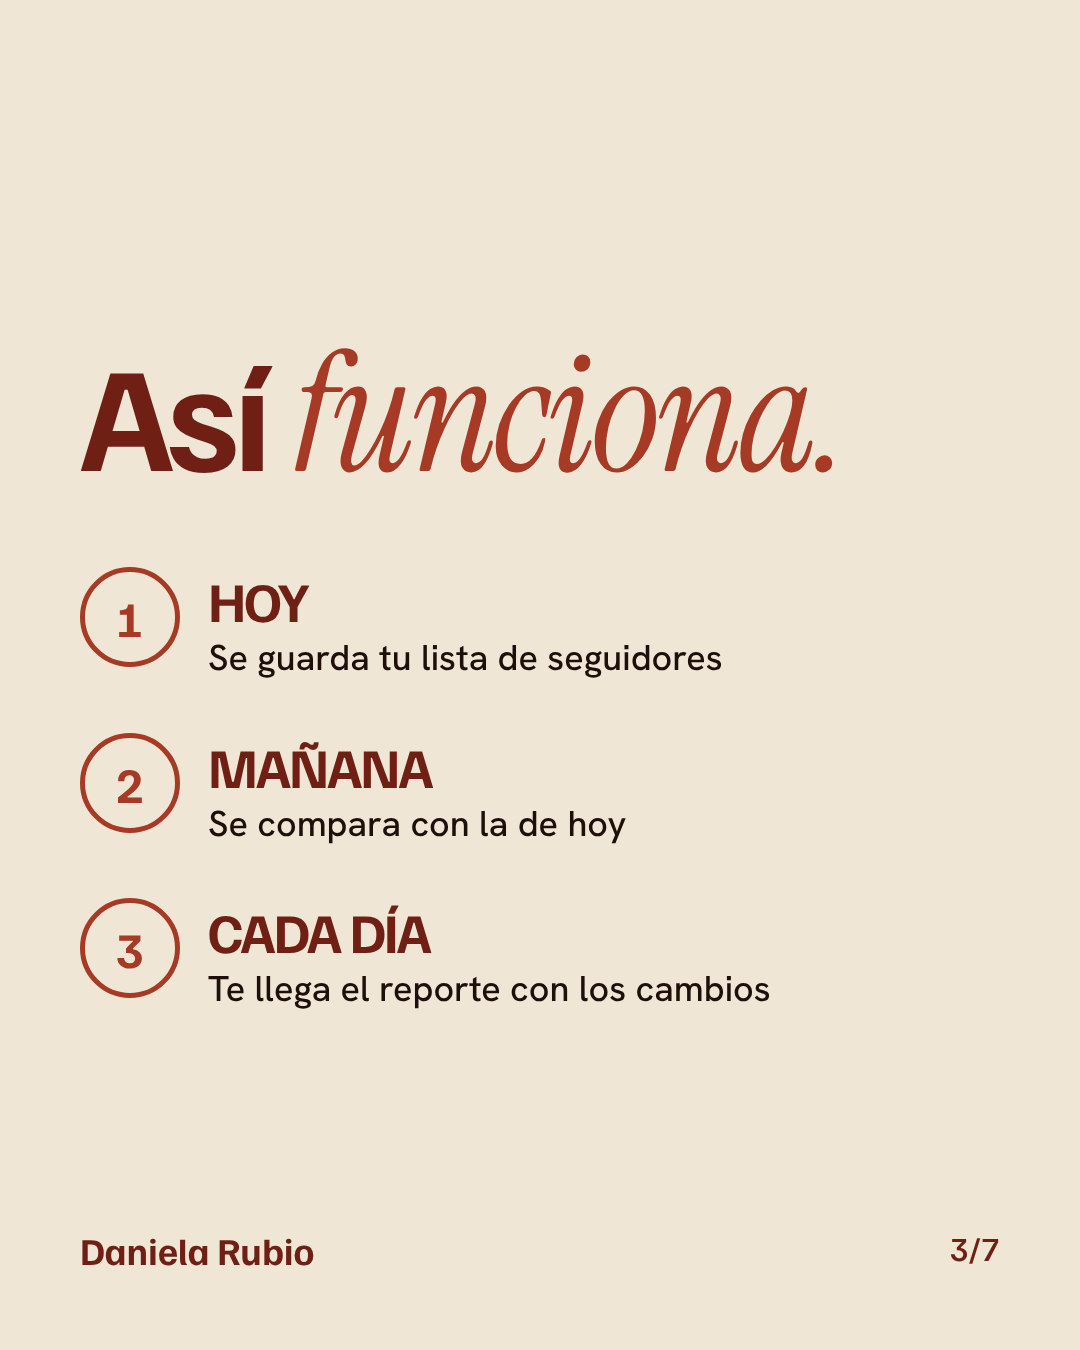 Así funciona.
1
HOY
Se guarda tu lista de seguidores
2
MAÑANA
Se compara con la de hoy
3
CADA DÍA
Te llega el reporte con los cambios
Daniela Rubio
3/7